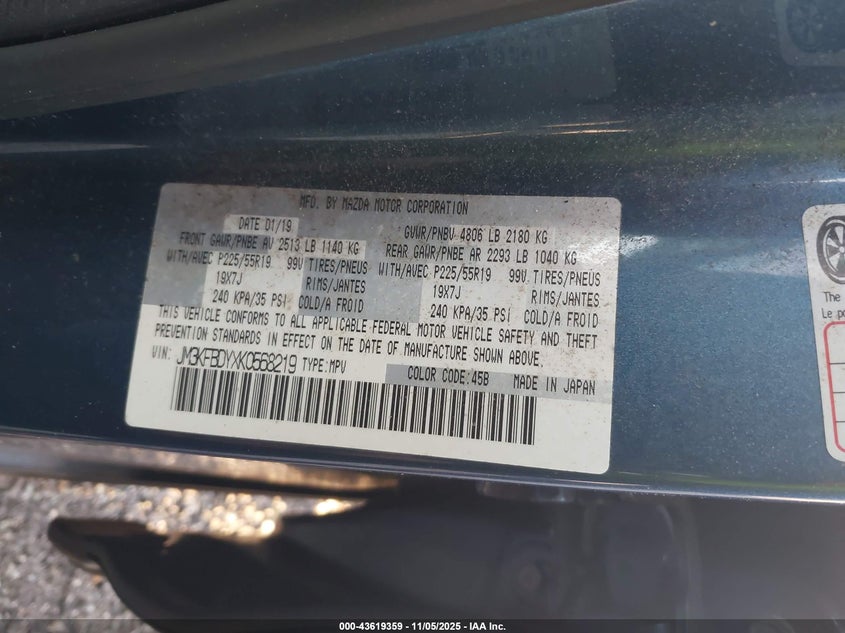 MFD. BY MAZDA MOTOR CORPORATION
DATE 01/19 GVWR/PNBV 4806 LB 2180 KG
FRONT GAWR/PNBE AV 2513 LB 1140 KG REAR GAWR/PNBE AR 2293 LB 1040 KG
WITH/AVEC P225/55R19 99V TIRES/PNEUS WITH/AVEC P225/55R19 99V TIRES/PNEUS
19X7J RIMS/JANTES 19X7J RIMS/JANTES
240 KPA/35 PSI COLD/A FROID 240 KPA/35 PSI COLD/A FROID
THIS VEHICLE CONFORMS TO ALL APPLICABLE FEDERAL MOTOR VEHICLE SAFETY AND THEFT
PREVENTION STANDARDS IN EFFECT ON THE DATE OF MANUFACTURE SHOWN ABOVE.
VIN: JM3KFBDYXK0568219 TYPE:MPV
COLOR CODE:45B MADE IN JAPAN
The
Le
000-43619359 — 11/05/2025 — IAA Inc.